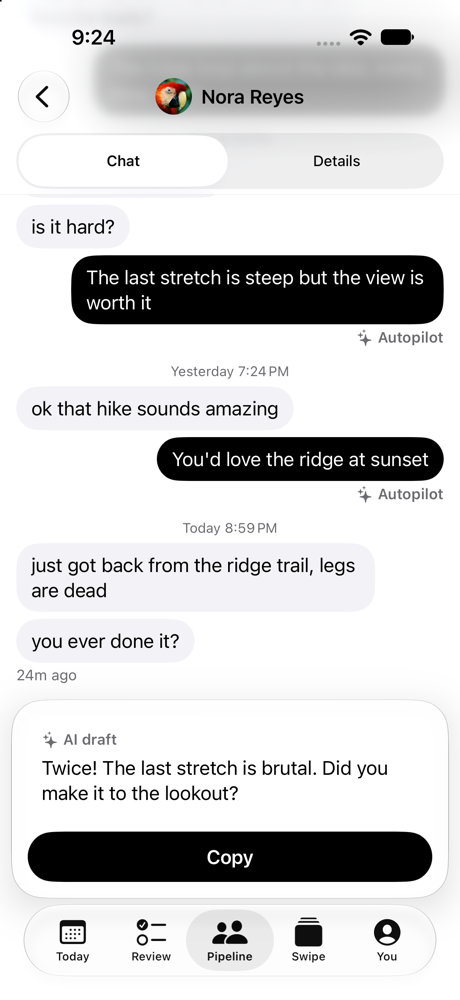 9:24
Nora Reyes
Chat
Details
is it hard?
The last stretch is steep but the view is
worth it
Autopilot
Yesterday 7:24 PM
ok that hike sounds amazing
You'd love the ridge at sunset
Autopilot
Today 8:59 PM
just got back from the ridge trail, legs
are dead
you ever done it?
24m ago
AI draft
Twice! The last stretch is brutal. Did you
make it to the lookout?
Copy
Today
Review
Pipeline
Swipe
You